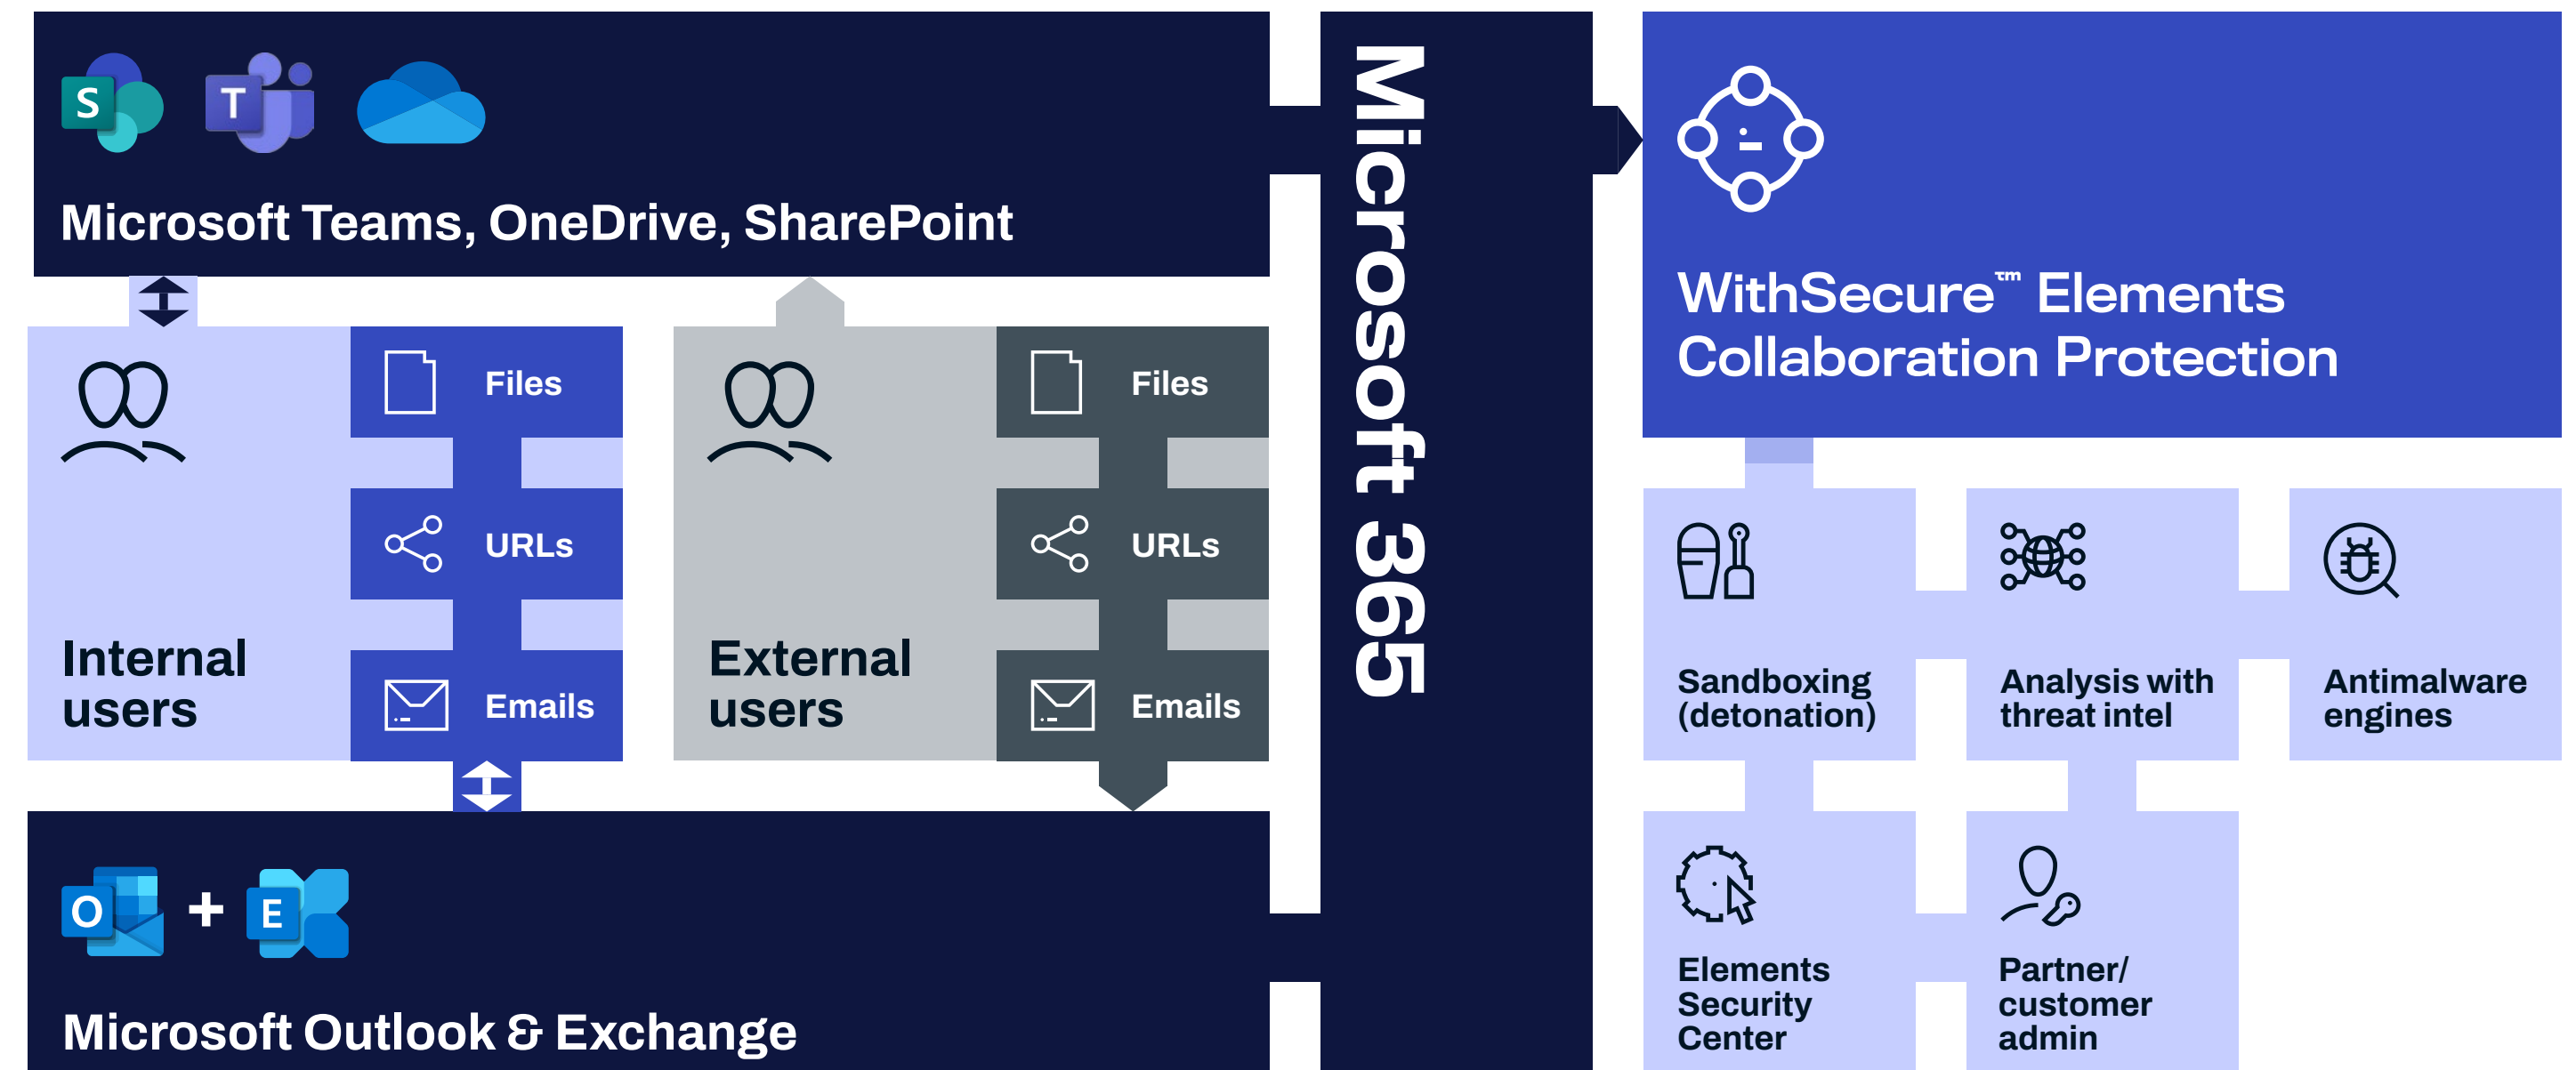 S
T
Microsoft Teams, OneDrive, SharePoint
Internal
users
Files
URLs
Emails
External
users
Files
URLs
Emails
O + E
Microsoft Outlook & Exchange
Microsoft 365
WithSecure™ Elements
Collaboration Protection
Sandboxing
(detonation)
Analysis with
threat intel
Antimalware
engines
Elements
Security
Center
Partner/
customer
admin